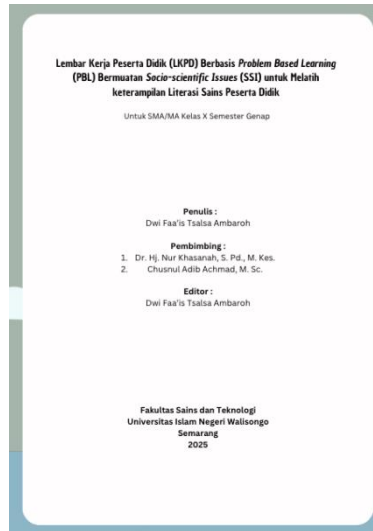 Lembar Kerja Peserta Didik (LKPD) Berbasis Problem Based Learning
(PBL) Bermuatan Socio-scientific Issues (SSI) untuk Melatih
keterampilan Literasi Sains Peserta Didik
Untuk SMA/MA Kelas X Semester Genap
Penulis :
Dwi Faa'is Tsalsa Ambaroh
Pembimbing :
1. Dr. Hj. Nur Khasanah, S. Pd., M. Kes.
2. Chusnul Adib Achmad, M. Sc.
Editor :
Dwi Faa'is Tsalsa Ambaroh
Fakultas Sains dan Teknologi
Universitas Islam Negeri Walisongo
Semarang
2025